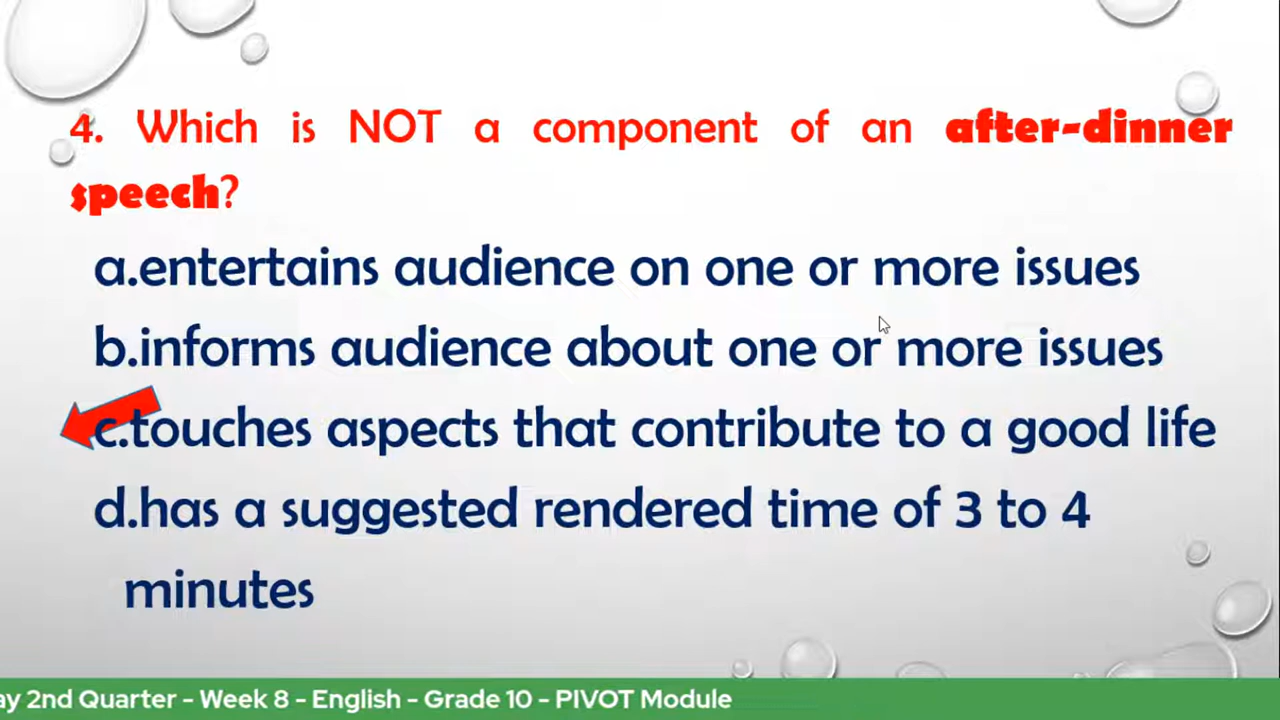 4. Which is NOT a component of an after-dinner
speech?
a.entertains audience on one or more issues
b.informs audience about one or more issues
c.touches aspects that contribute to a good life
d.has a suggested rendered time of 3 to 4
minutes
ay 2nd Quarter - Week 8 - English - Grade 10 - PIVOT Module